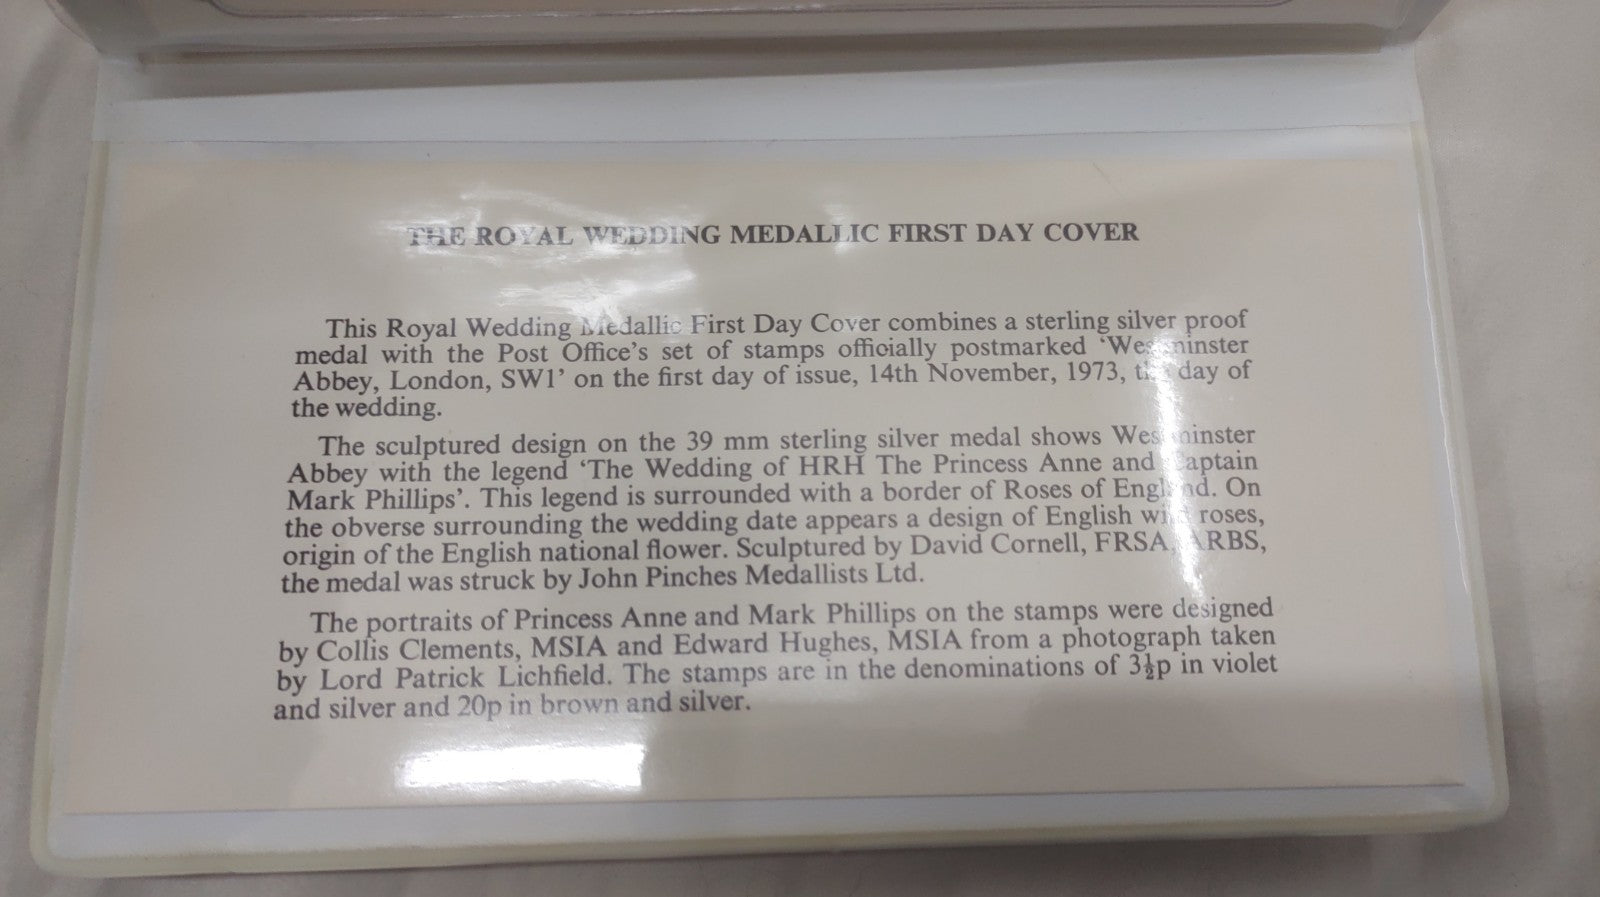 THE ROYAL WEDDING MEDALLIC FIRST DAY COVER
This Royal Wedding Medallic First Day Cover combines a sterling silver proof
medal with the Post Office's set of stamps officially postmarked 'Westminster
Abbey, London, SW1' on the first day of issue, 14th November, 1973, the day of
the wedding.
The sculptured design on the 39 mm sterling silver medal shows Westminster
Abbey with the legend 'The Wedding of HRH The Princess Anne and Captain
Mark Phillips'. This legend is surrounded with a border of Roses of England. On
the obverse surrounding the wedding date appears a design of English wild roses,
origin of the English national flower. Sculptured by David Cornell, FRSA, ARBS,
the medal was struck by John Pinches Medallists Ltd.
The portraits of Princess Anne and Mark Phillips on the stamps were designed
by Collis Clements, MSIA and Edward Hughes, MSIA from a photograph taken
by Lord Patrick Lichfield. The stamps are in the denominations of 3½p in violet
and silver and 20p in brown and silver.